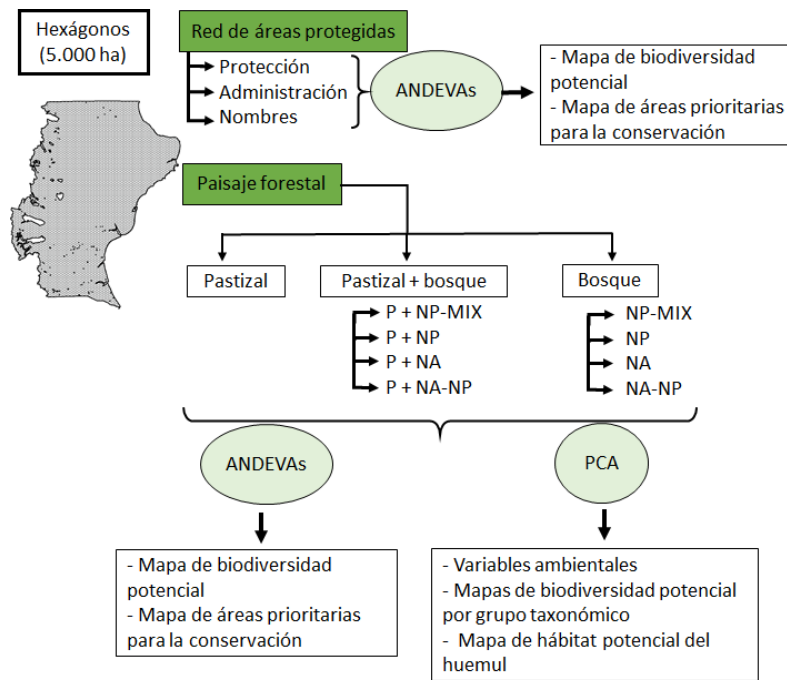 Hexágonos
(5.000 ha)
Red de áreas protegidas
Protección
Administración
Nombres
ANDEVAs
- Mapa de biodiversidad
potencial
- Mapa de áreas prioritarias
para la conservación
Paisaje forestal
Pastizal
Pastizal + bosque
Bosque
P + NP-MIX
P + NP
P + NA
P + NA-NP
NP-MIX
NP
NA
NA-NP
ANDEVAs
PCA
- Mapa de biodiversidad
potencial
- Mapa de áreas prioritarias
para la conservación
- Variables ambientales
- Mapas de biodiversidad potencial
por grupo taxonómico
- Mapa de hábitat potencial del
huemul